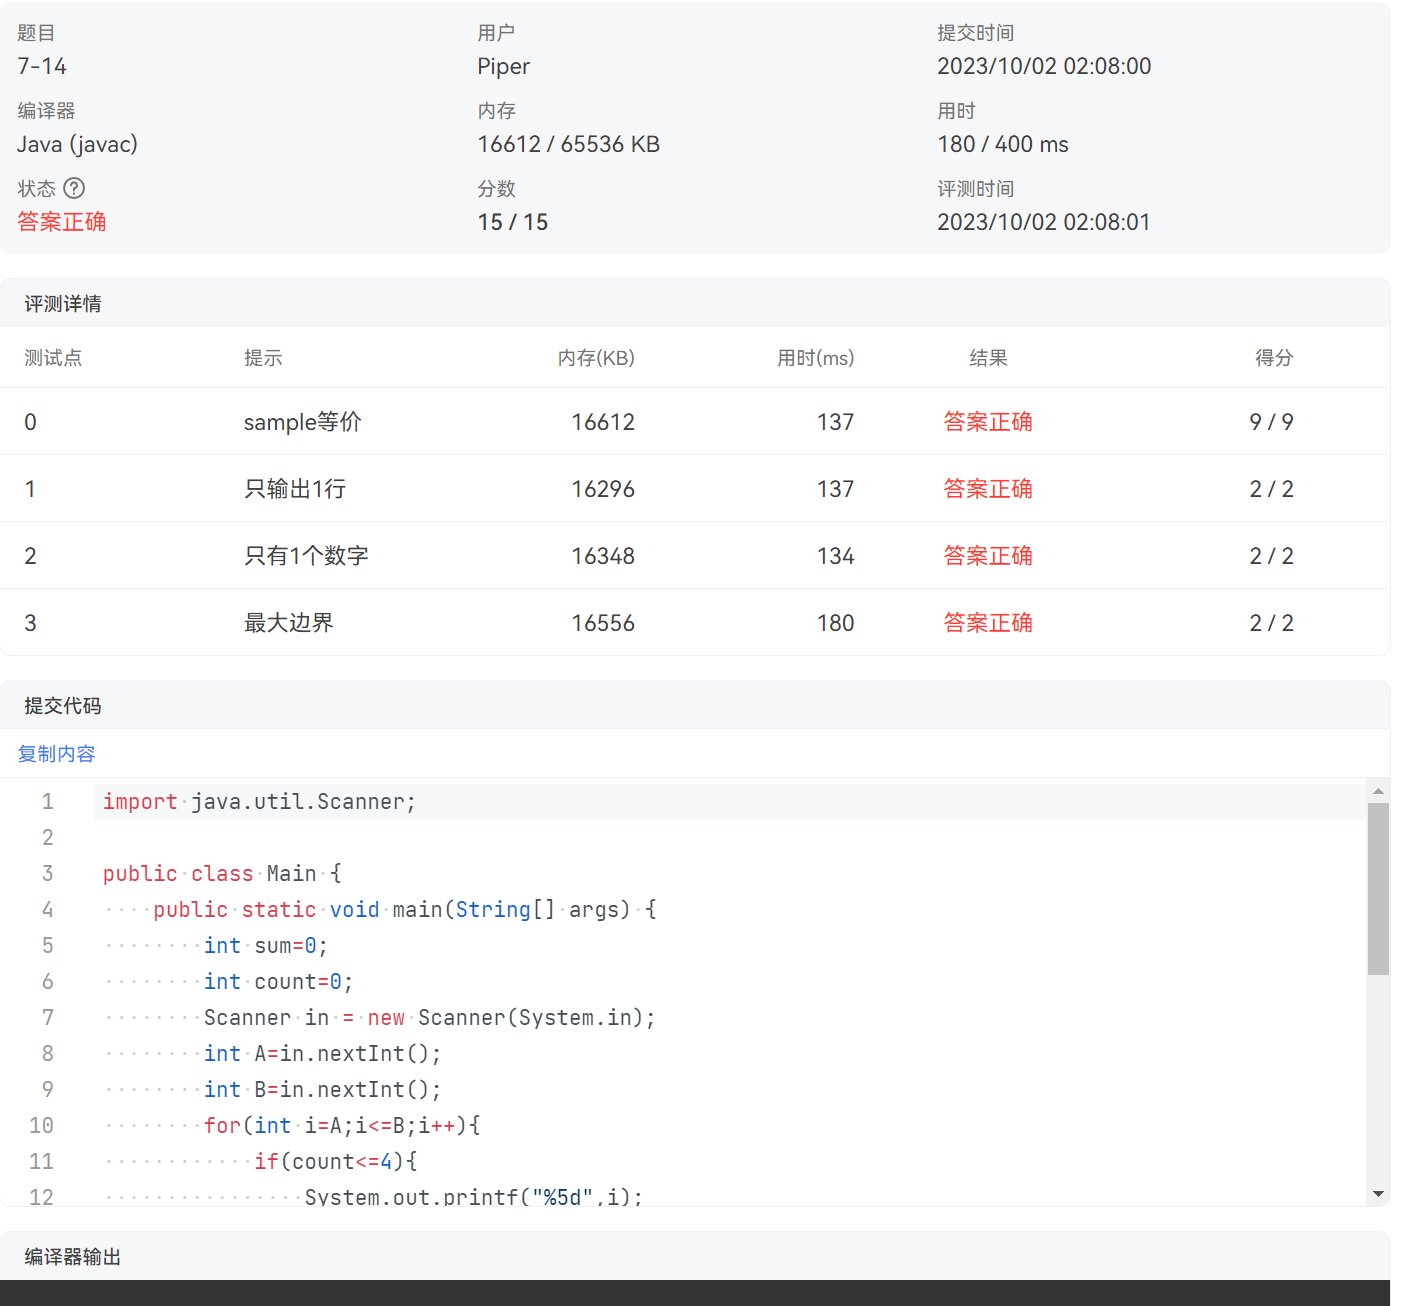 题目 用户 提交时间
7-14 Piper 2023/10/02 02:08:00
编译器 内存 用时
Java (javac) 16612 / 65536 KB 180 / 400 ms
状态 ? 分数 评测时间
答案正确 15 / 15 2023/10/02 02:08:01
评测详情
测试点 提示 内存(KB) 用时(ms) 结果 得分
0 sample等价 16612 137 答案正确 9 / 9
1 只输出1行 16296 137 答案正确 2 / 2
2 只有1个数字 16348 134 答案正确 2 / 2
3 最大边界 16556 180 答案正确 2 / 2
提交代码
复制内容
1 import java.util.Scanner;
2
3 public class Main {
4     public static void main(String[] args) {
5         int sum=0;
6         int count=0;
7         Scanner in = new Scanner(System.in);
8         int A=in.nextInt();
9         int B=in.nextInt();
10         for(int i=A;i<=B;i++){
11             if(count<=4){
12                 System.out.printf("%5d",i);
编译器输出